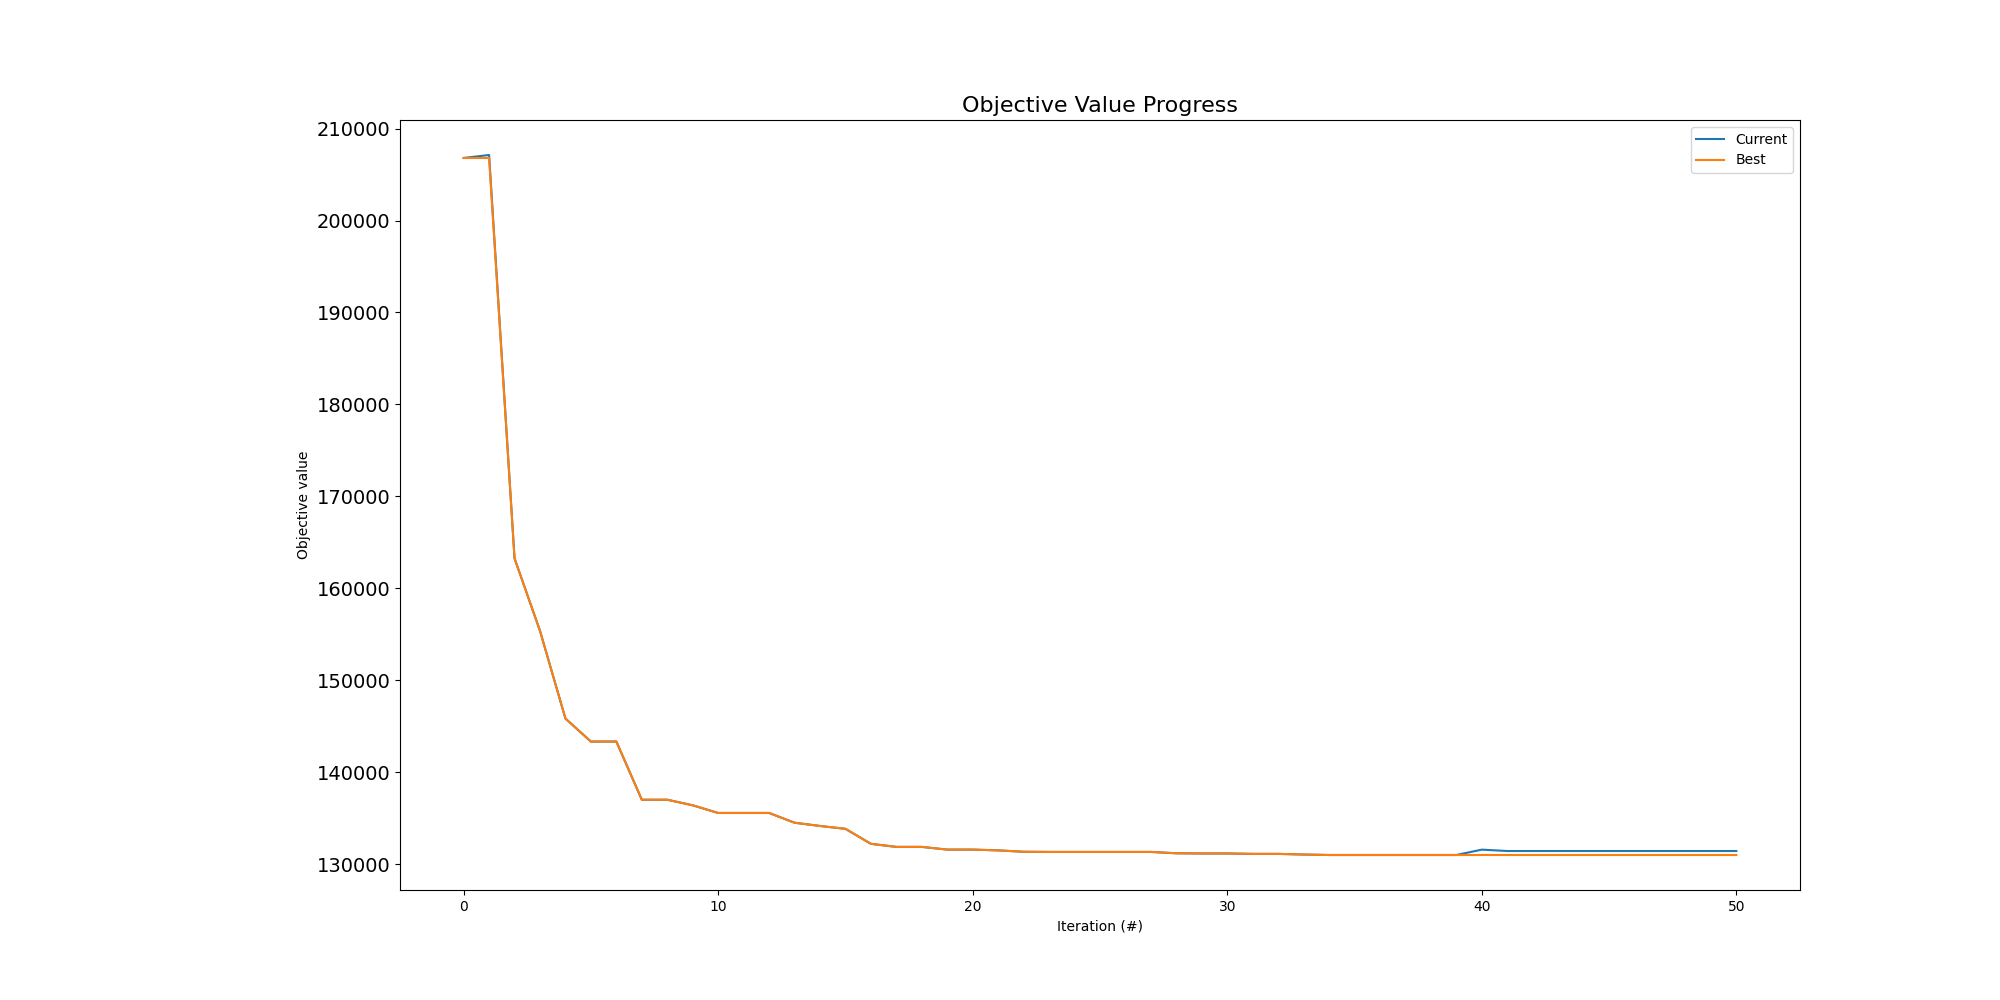 Objective Value Progress
Current
Best
210000
200000
190000
180000
170000
160000
150000
140000
130000
Objective value
0 10 20 30 40 50
Iteration (#)